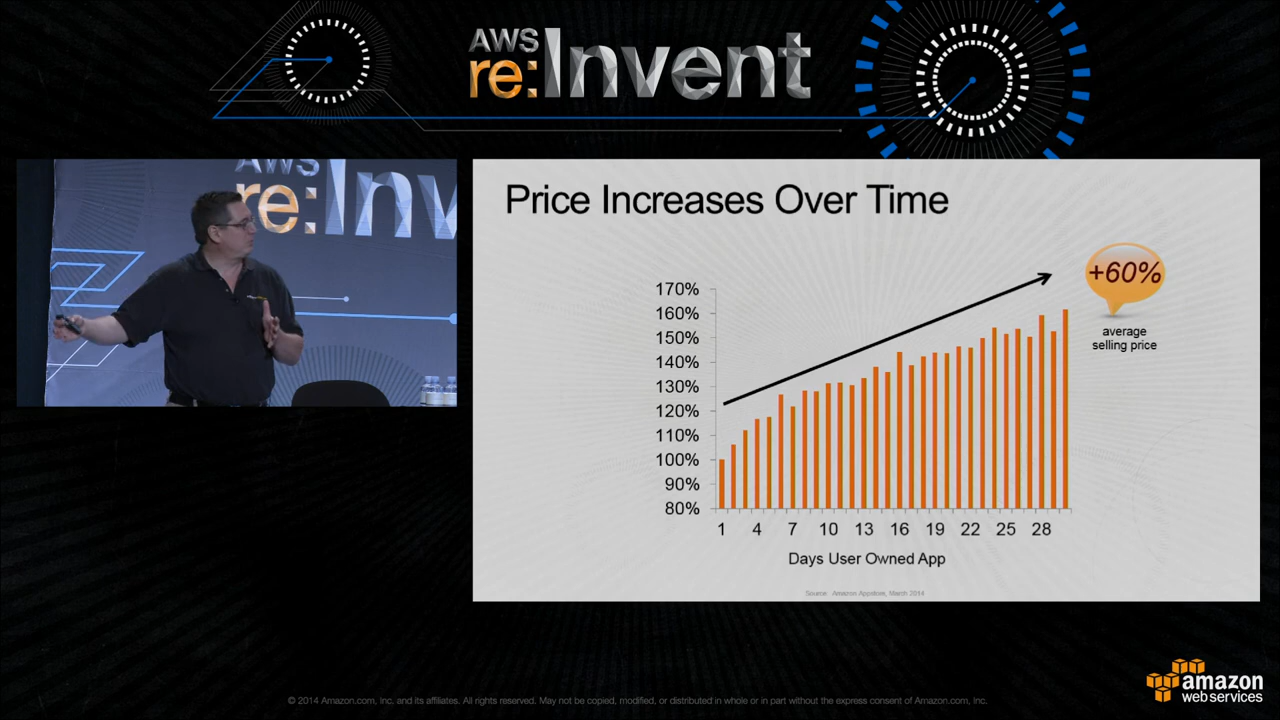 AWS
re:Invent
AWS
re:Inv
Price Increases Over Time
+60%
average
selling price
170%
160%
150%
140%
130%
120%
110%
100%
90%
80%
1 4 7 10 13 16 19 22 25 28
Days User Owned App
Source: Amazon Appstore, March 2014
© 2014 Amazon.com, Inc. and its affiliates. All rights reserved. May not be copied, modified, or distributed in whole or in part without the express consent of Amazon.com, Inc.
amazon
web services